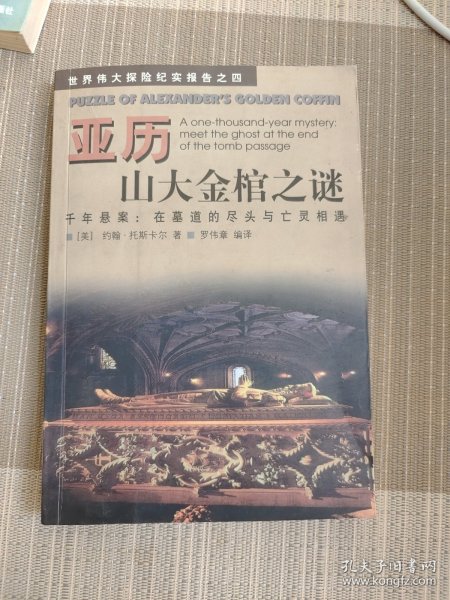 世界伟大探险纪实报告之四
PUZZLE OF ALEXANDER'S GOLDEN COFFIN
亚历
A one-thousand-year mystery:
meet the ghost at the end
of the tomb passage
山大金棺之谜
千年悬案：在墓道的尽头与亡灵相遇
■ [美] 约翰·托斯卡尔 著 ■ 罗伟章 编译
孔夫子旧书网
www.kongfz.com